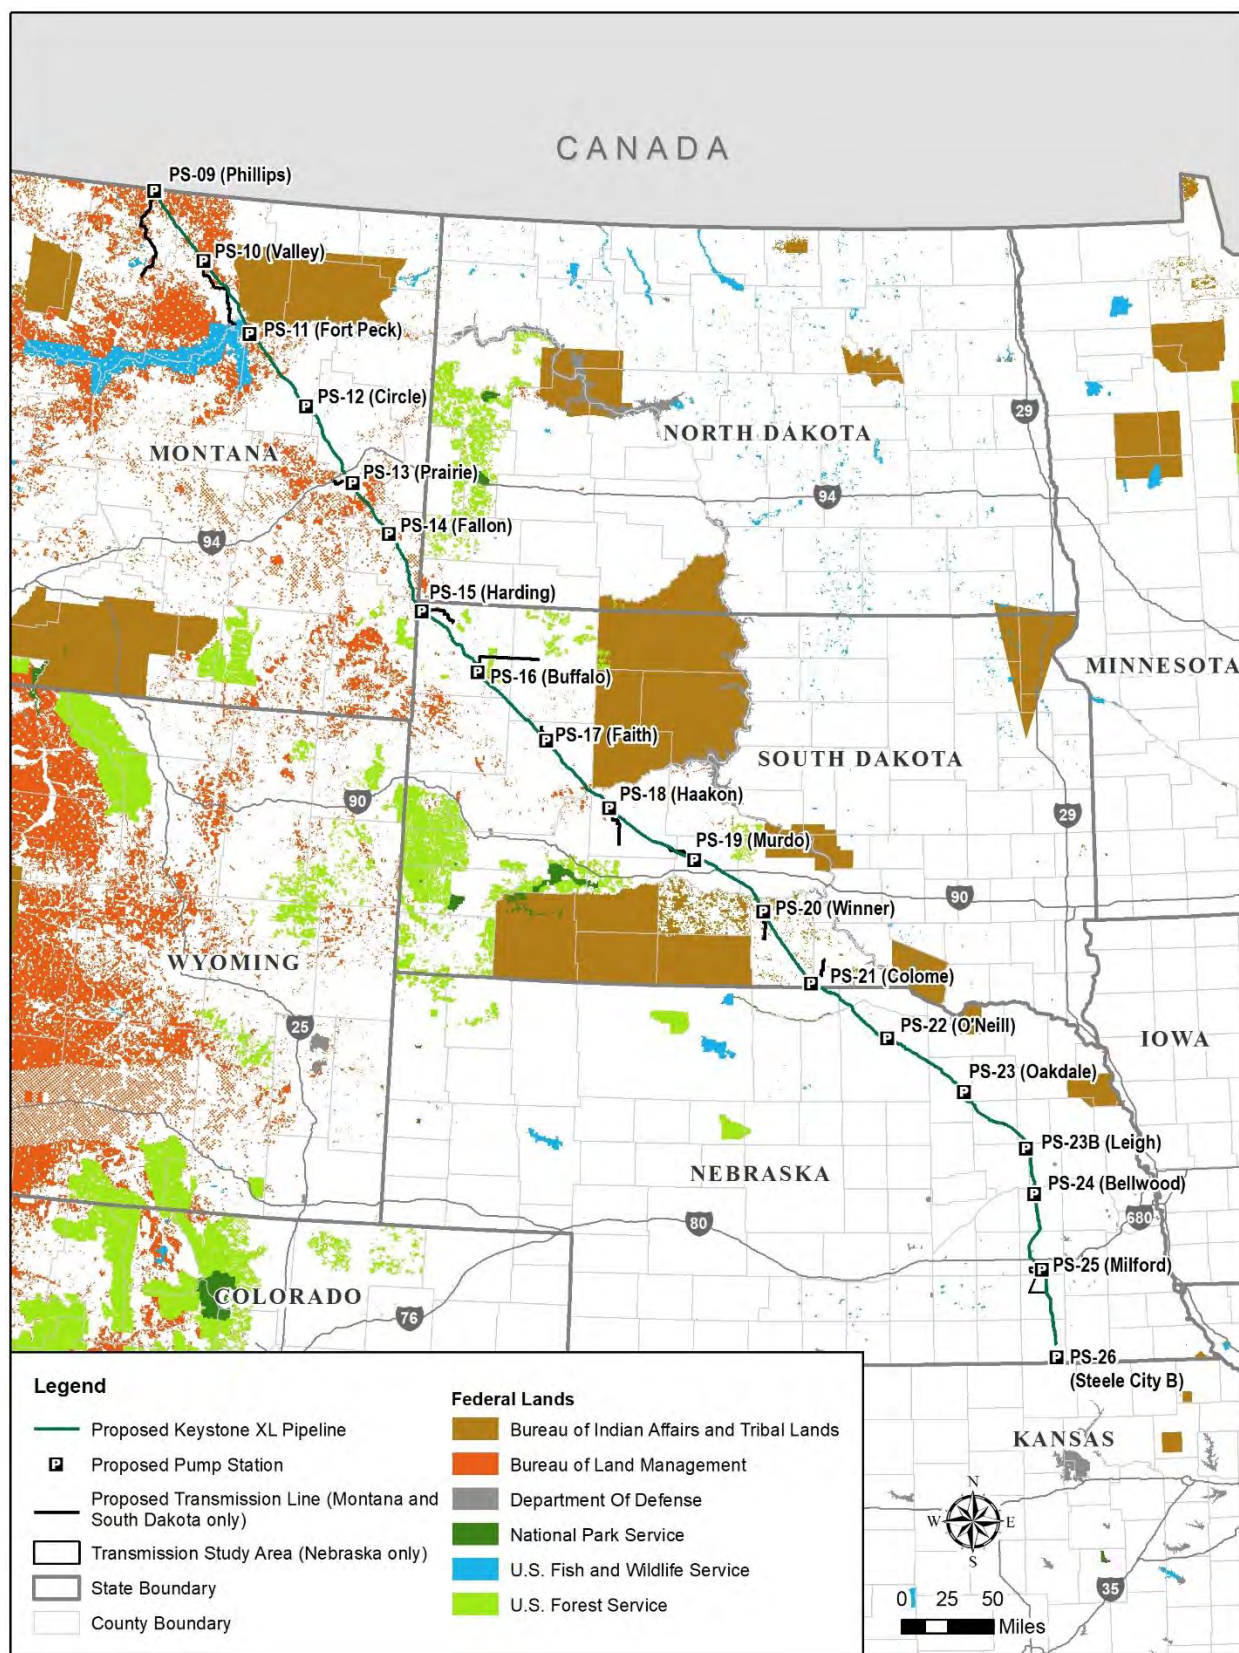 CANADA
PS-09 (Phillips)
PS-10 (Valley)
PS-11 (Fort Peck)
PS-12 (Circle)
29
NORTH DAKOTA
MONTANA
PS-13 (Prairie)
94
PS-14 (Fallon)
94
PS-15 (Harding)
MINNESOTA
PS-16 (Buffalo)
PS-17 (Faith)
SOUTH DAKOTA
90
PS-18 (Haakon)
29
PS-19 (Murdo)
90
PS-20 (Winner)
WYOMING
PS-21 (Colome)
25
PS-22 (O'Neill)
IOWA
PS-23 (Oakdale)
PS-23B (Leigh)
NEBRASKA
PS-24 (Bellwood)
680
80
PS-25 (Milford)
COLORADO
76
PS-26
(Steele City B)
KANSAS
Legend
Proposed Keystone XL Pipeline
P Proposed Pump Station
Proposed Transmission Line (Montana and
South Dakota only)
Transmission Study Area (Nebraska only)
State Boundary
County Boundary
Federal Lands
Bureau of Indian Affairs and Tribal Lands
Bureau of Land Management
Department Of Defense
National Park Service
U.S. Fish and Wildlife Service
U.S. Forest Service
N
W E
S
35
0 25 50
Miles